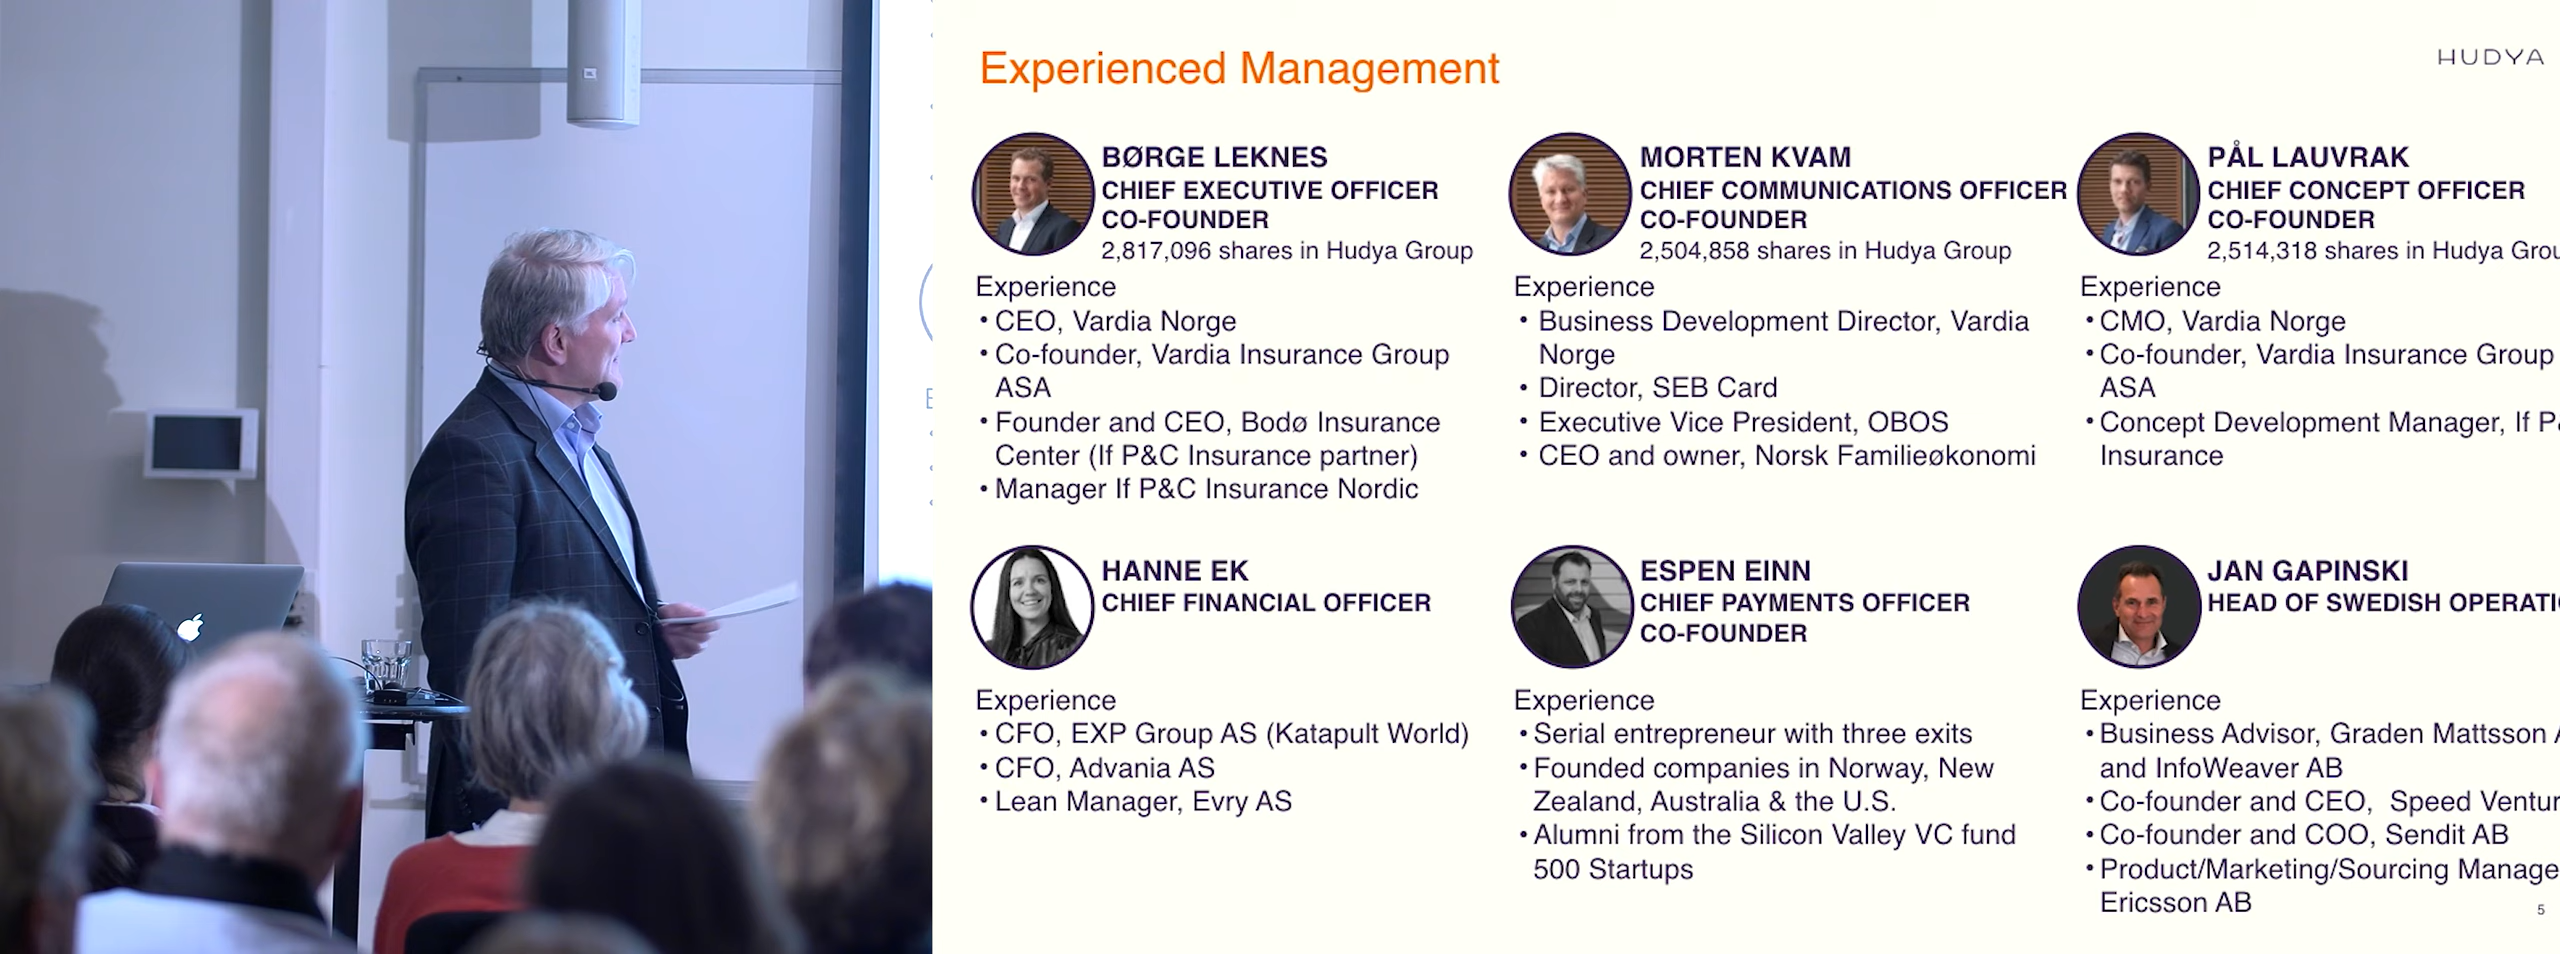 Experienced Management
HUDYA
BØRGE LEKNES
CHIEF EXECUTIVE OFFICER
CO-FOUNDER
2,817,096 shares in Hudya Group
Experience
• CEO, Vardia Norge
• Co-founder, Vardia Insurance Group
ASA
• Founder and CEO, Bodø Insurance
Center (If P&C Insurance partner)
• Manager If P&C Insurance Nordic
MORTEN KVAM
CHIEF COMMUNICATIONS OFFICER
CO-FOUNDER
2,504,858 shares in Hudya Group
Experience
• Business Development Director, Vardia
Norge
• Director, SEB Card
• Executive Vice President, OBOS
• CEO and owner, Norsk Familieøkonomi
PÅL LAUVRAK
CHIEF CONCEPT OFFICER
CO-FOUNDER
2,514,318 shares in Hudya Grou
Experience
• CMO, Vardia Norge
• Co-founder, Vardia Insurance Group
ASA
• Concept Development Manager, If P&
Insurance
HANNE EK
CHIEF FINANCIAL OFFICER
Experience
• CFO, EXP Group AS (Katapult World)
• CFO, Advania AS
• Lean Manager, Evry AS
ESPEN EINN
CHIEF PAYMENTS OFFICER
CO-FOUNDER
Experience
• Serial entrepreneur with three exits
• Founded companies in Norway, New
Zealand, Australia & the U.S.
• Alumni from the Silicon Valley VC fund
500 Startups
JAN GAPINSKI
HEAD OF SWEDISH OPERATI
Experience
• Business Advisor, Graden Mattsson A
and InfoWeaver AB
• Co-founder and CEO,  Speed Ventur
• Co-founder and COO, Sendit AB
• Product/Marketing/Sourcing Manage
Ericsson AB
5